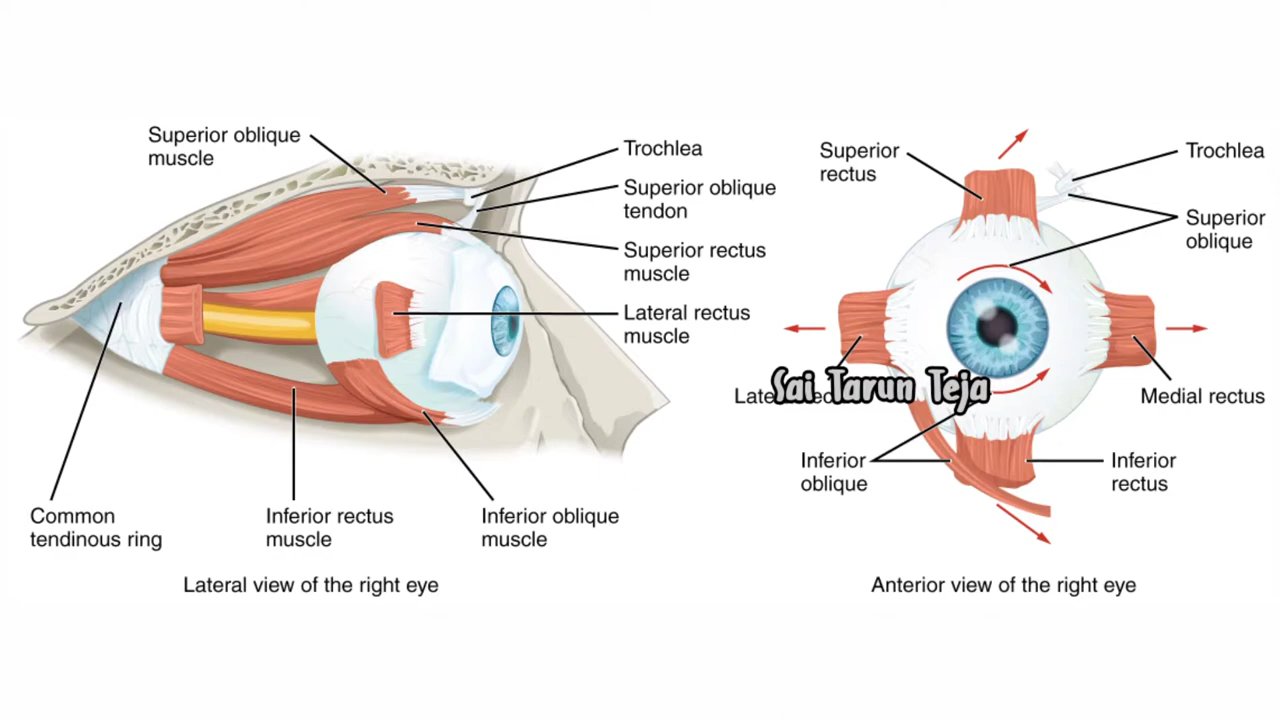 Superior oblique
muscle
Trochlea
Superior oblique
tendon
Superior rectus
muscle
Lateral rectus
muscle
Common
tendinous ring
Inferior rectus
muscle
Inferior oblique
muscle
Lateral view of the right eye
Superior
rectus
Trochlea
Superior
oblique
Sai Tarun Teja
Medial rectus
Inferior
oblique
Inferior
rectus
Anterior view of the right eye